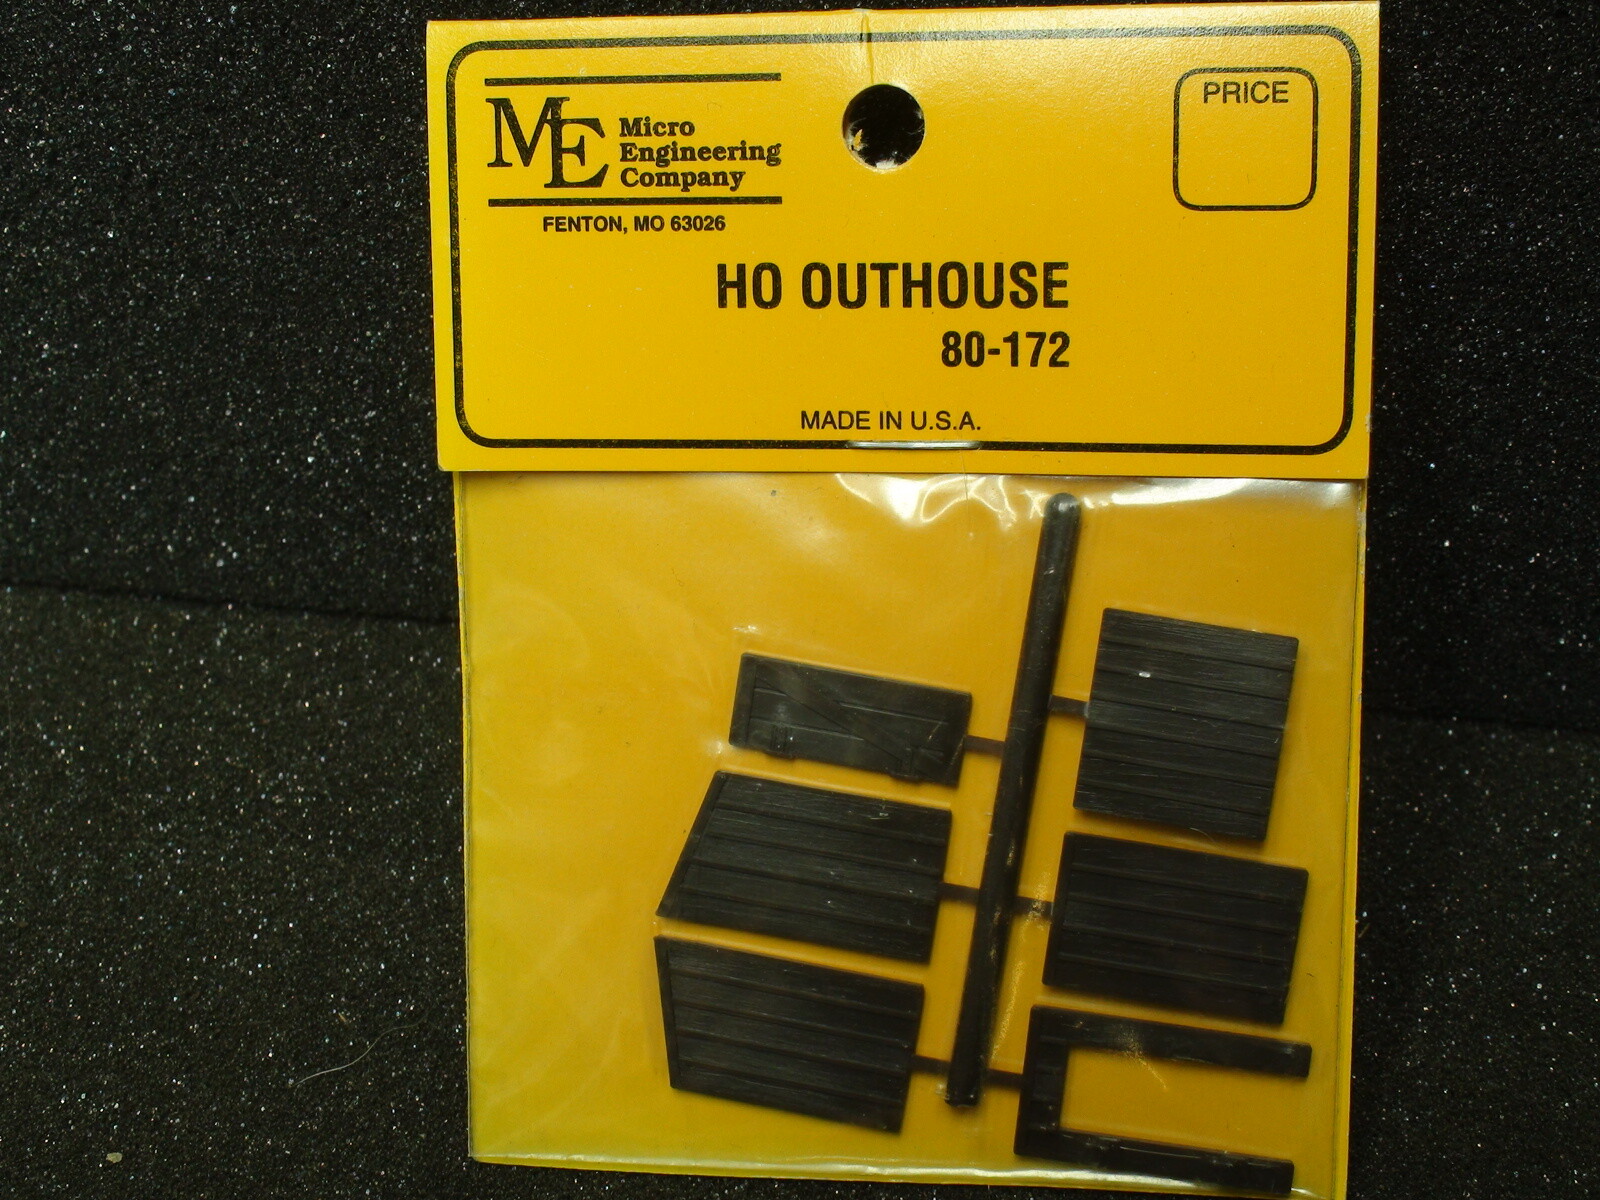 ME Micro
Engineering
Company
FENTON, MO 63026
PRICE
HO OUTHOUSE
80-172
MADE IN U.S.A.